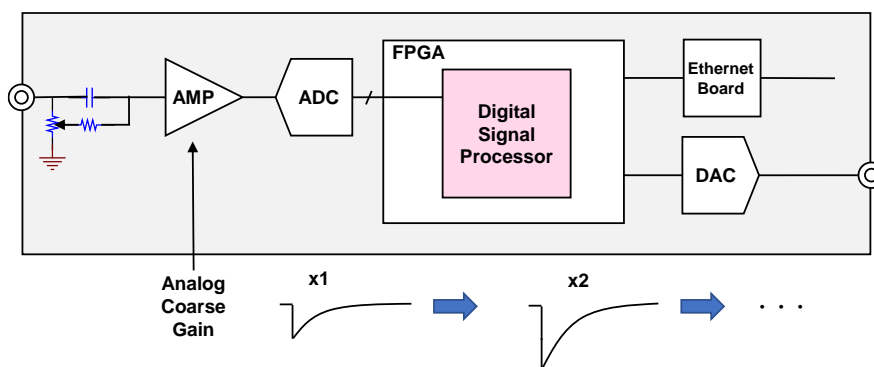 FPGA
AMP
ADC
Digital
Signal
Processor
Ethernet
Board
DAC
Analog
Coarse
Gain
x1
x2
. . .